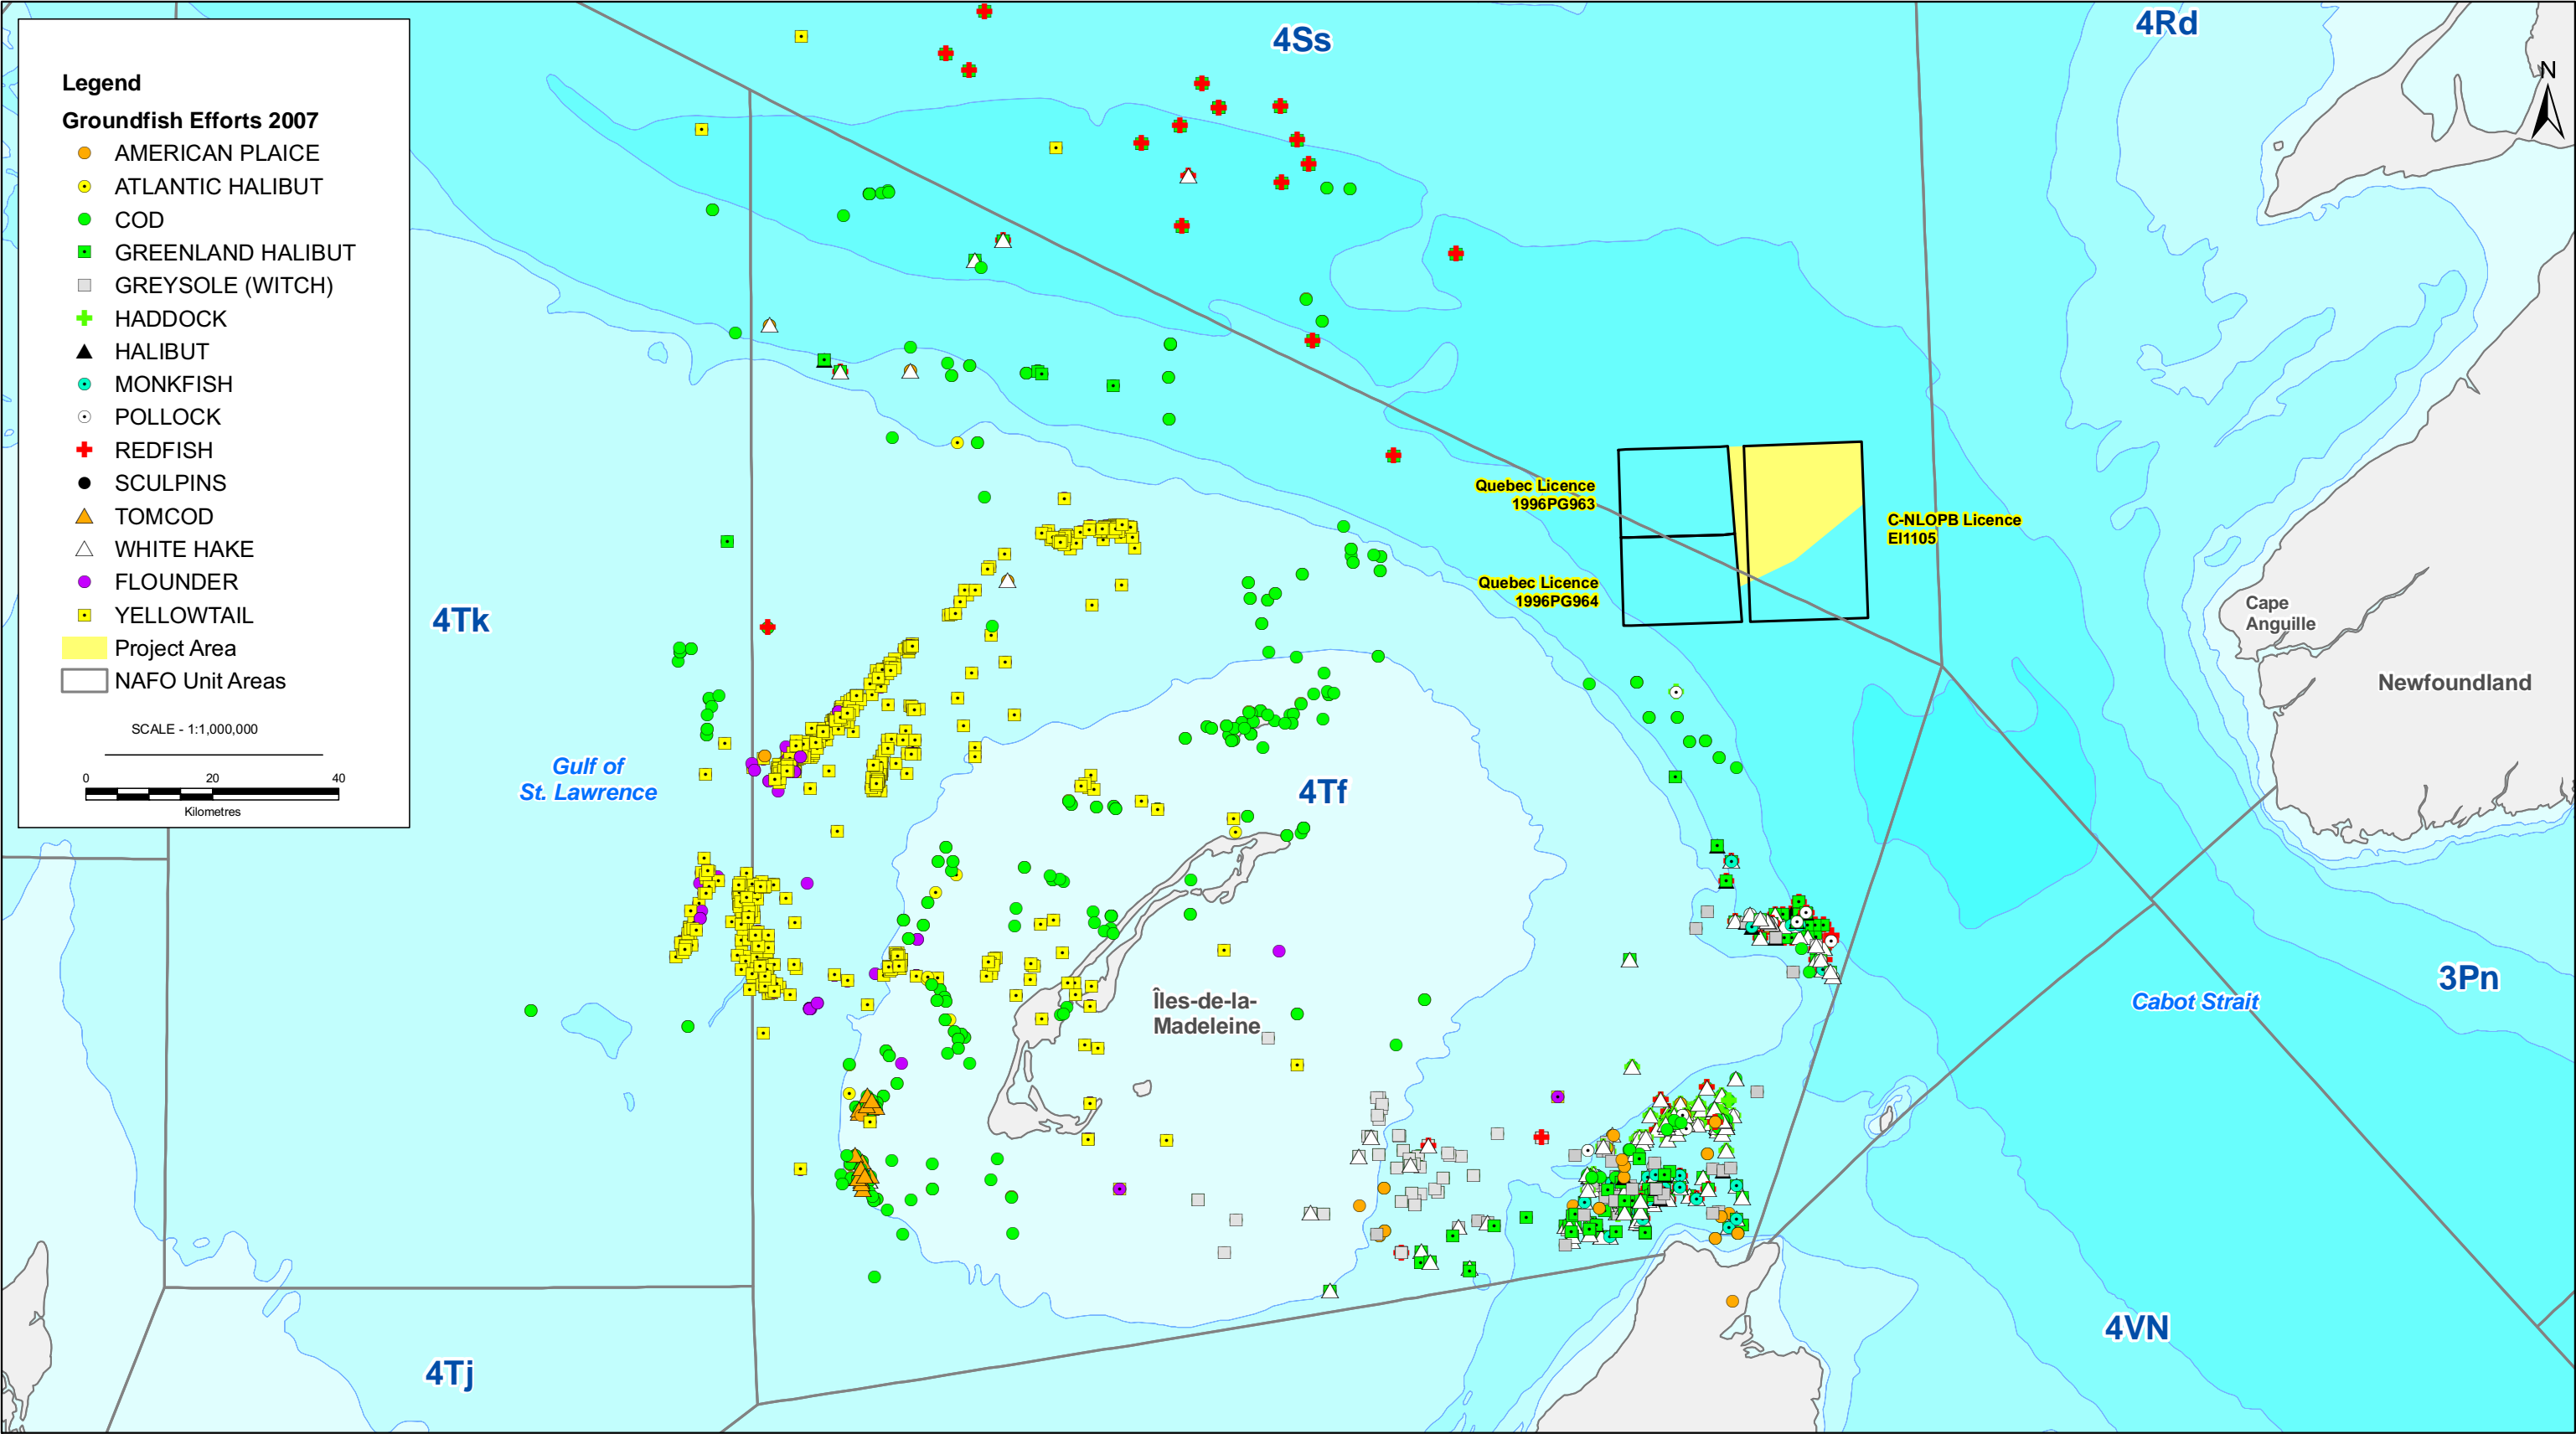 Legend
Groundfish Efforts 2007
AMERICAN PLAICE
ATLANTIC HALIBUT
COD
GREENLAND HALIBUT
GREYSOLE (WITCH)
HADDOCK
HALIBUT
MONKFISH
POLLOCK
REDFISH
SCULPINS
TOMCOD
WHITE HAKE
FLOUNDER
YELLOWTAIL
Project Area
NAFO Unit Areas
SCALE - 1:1,000,000
0 20 40
Kilometres
4Ss
4Rd
N
Quebec Licence
1996PG963
C-NLOPB Licence
EI1105
Quebec Licence
1996PG964
4Tk
Cape
Anguille
Newfoundland
Gulf of
St. Lawrence
4Tf
Îles-de-la-
Madeleine
3Pn
Cabot Strait
4VN
4Tj